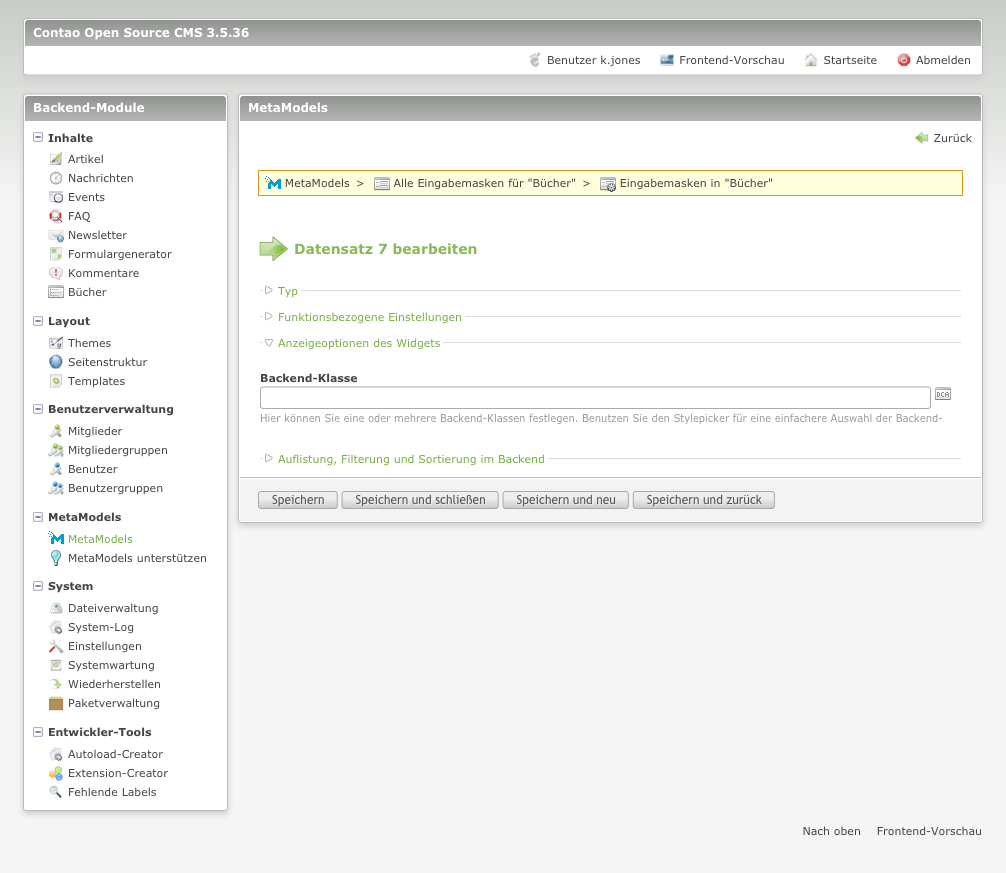 Contao Open Source CMS 3.5.36
Benutzer k.jones Frontend-Vorschau Startseite Abmelden
Backend-Module
Inhalte
Artikel
Nachrichten
Events
FAQ
Newsletter
Formulargenerator
Kommentare
Bücher
Layout
Themes
Seitenstruktur
Templates
Benutzerverwaltung
Mitglieder
Mitgliedergruppen
Benutzer
Benutzergruppen
MetaModels
MetaModels
MetaModels unterstützen
System
Dateiverwaltung
System-Log
Einstellungen
Systemwartung
Wiederherstellen
Paketverwaltung
Entwickler-Tools
Autoload-Creator
Extension-Creator
Fehlende Labels
MetaModels
Zurück
MetaModels > Alle Eingabemasken für "Bücher" > Eingabemasken in "Bücher"
Datensatz 7 bearbeiten
Typ
Funktionsbezogene Einstellungen
Anzeigeoptionen des Widgets
Backend-Klasse
DCA
Hier können Sie eine oder mehrere Backend-Klassen festlegen. Benutzen Sie den Stylepicker für eine einfachere Auswahl der Backend-
Auflistung, Filterung und Sortierung im Backend
Speichern Speichern und schließen Speichern und neu Speichern und zurück
Nach oben Frontend-Vorschau